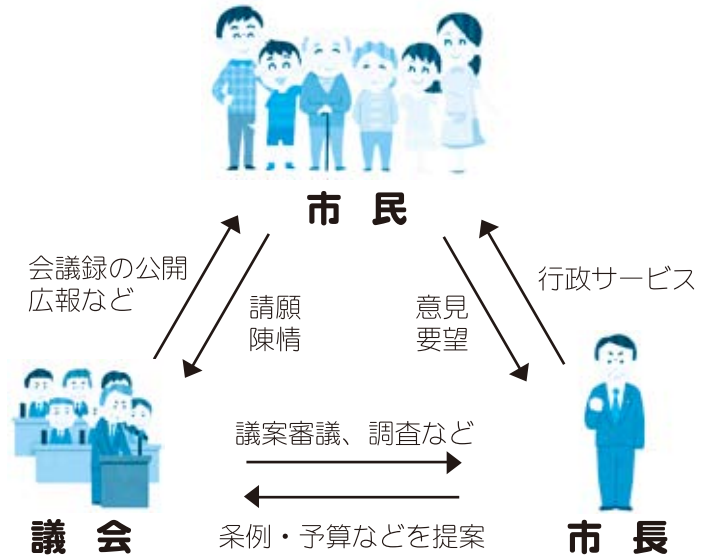 市民
会議録の公開
広報など
請願
陳情
意見
要望
行政サービス
議案審議、調査など
条例・予算などを提案
議会
市長